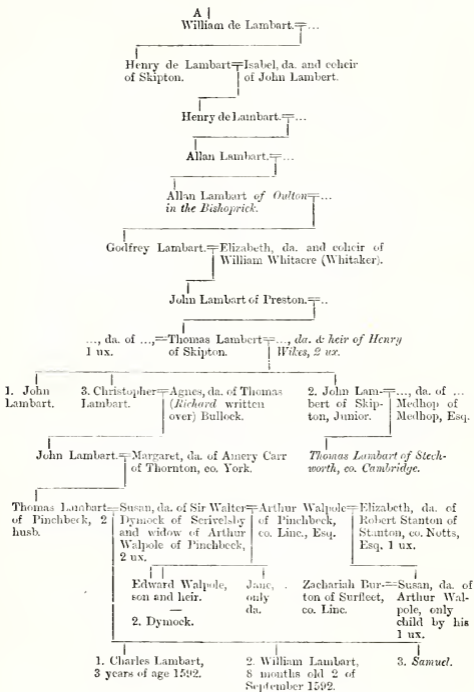 A
William de Lambart. ...
Henry de Lambart Isabel, da. and coheir
of Skipton. of John Lambert.
Henry de Lambart. ...
Allan Lambart. ...
Allan Lambart of Oulton ...
in the Bishoprick.
Godfrey Lambart. Elizabeth, da. and coheir of
William Whitacre (Whitaker).
John Lambart of Preston. ..
..., da. of ..., Thomas Lambert ..., da. & heir of Henry
1 ux. of Skipton. Wikes, 2 ux.
1. John
Lambart.
3. Christopher Agnes, da. of Thomas
Lambart. (Richard written
over) Bullock.
2. John Lam- ..., da. of ...
bert of Skip- Medhop of
ton, Junior. Medhop, Esq.
John Lambart. Margaret, da. of Amery Carr
of Thornton, co. York.
Thomas Lambart of Stech-
worth, co. Cambridge.
Thomas Lambart
of Pinchbeck, 2
husb.
Susan, da. of Sir Walter
Dymock of Scrivelsby
and widow of Arthur
Walpole of Pinchbeck,
2 ux.
Arthur Walpole
of Pinchbeck,
co. Linc., Esq.
Elizabeth, da. of
Robert Stanton of
Stanton, co. Notts,
Esq. 1 ux.
Edward Walpole,
son and heir.
—
2. Dymock.
Jane,
only
da.
Zachariah Bur-
ton of Surfleet,
co. Linc.
Susan, da. of
Arthur Wal-
pole, only
child by his
1 ux.
1. Charles Lambart,
3 years of age 1592.
2. William Lambart,
8 months old 2 of
September 1592.
3. Samuel.